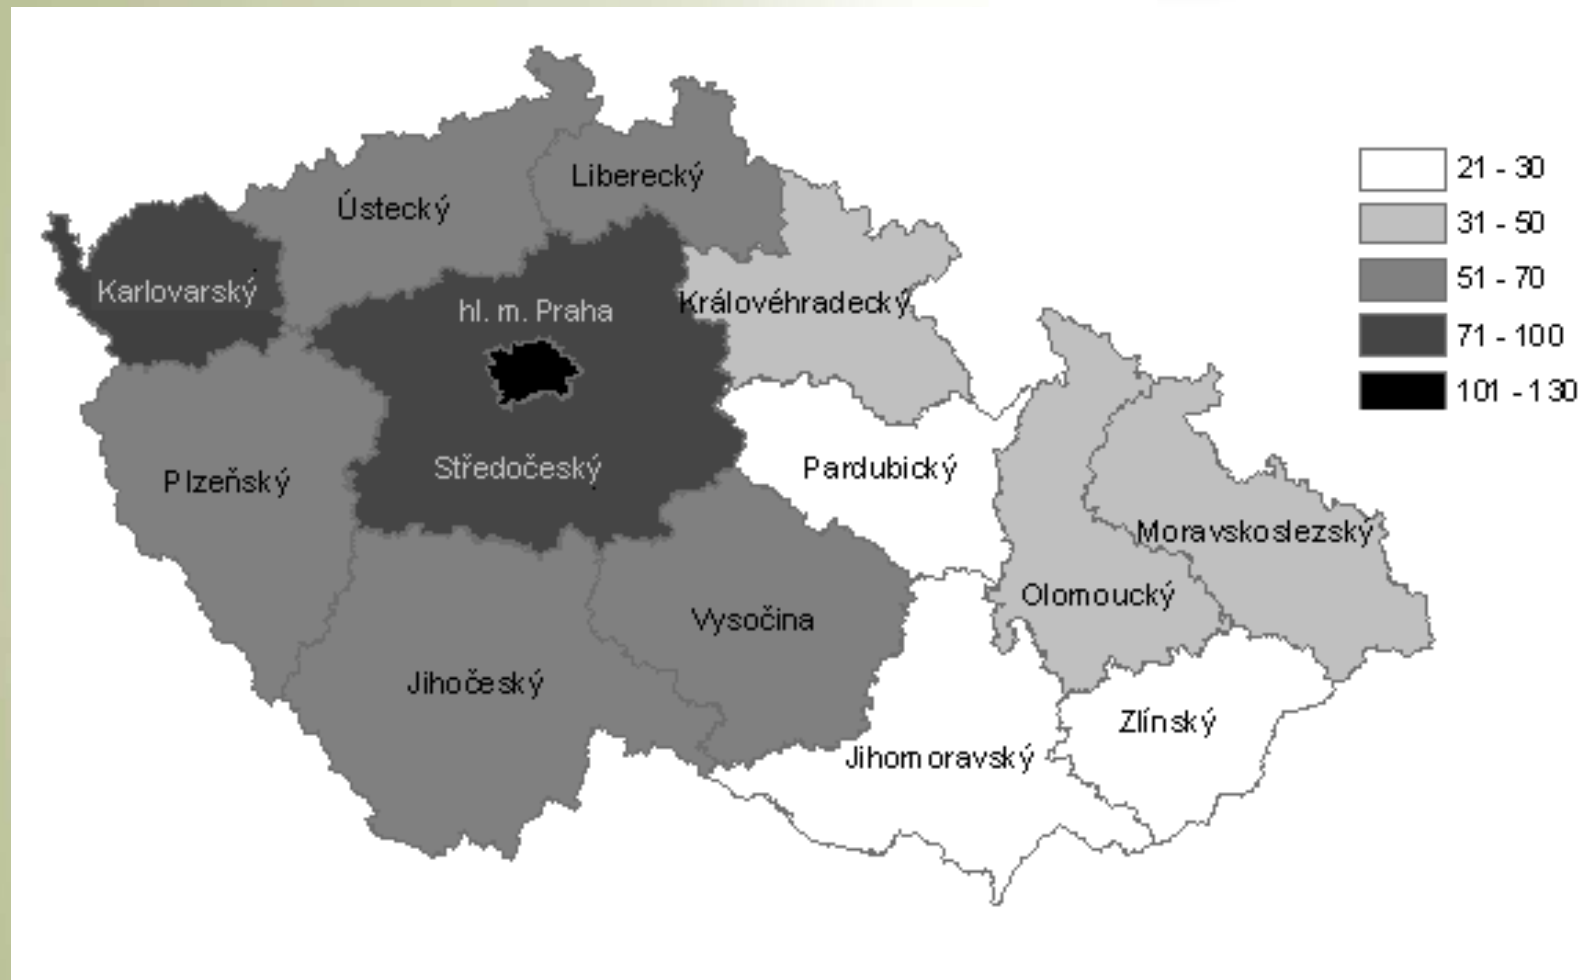 Liberecký
Ústecký
Karlovarský
hl. m. Praha
Královéhradecký
Plzeňský
Středočeský
Pardubický
Moravskoslezský
Olomoucký
Vysočina
Jihočeský
Zlínský
Jihomoravský
21 - 30
31 - 50
51 - 70
71 - 100
101 - 130